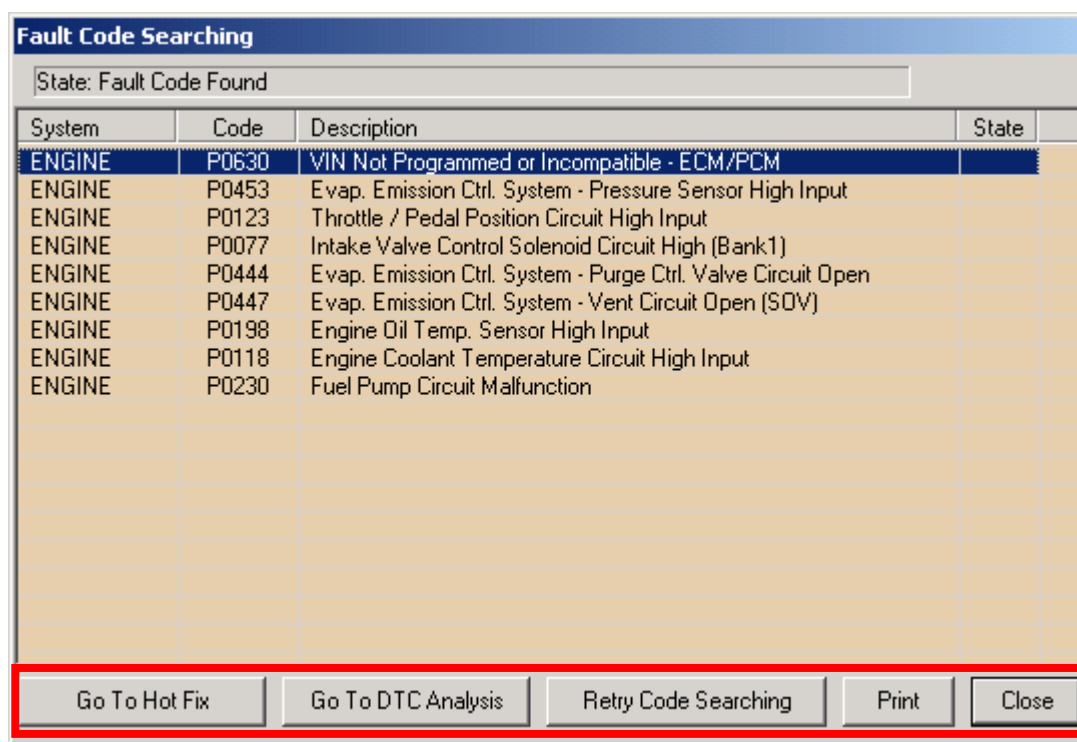 Fault Code Searching
State: Fault Code Found
System Code Description State
ENGINE P0630 VIN Not Programmed or Incompatible - ECM/PCM
ENGINE P0453 Evap. Emission Ctrl. System - Pressure Sensor High Input
ENGINE P0123 Throttle / Pedal Position Circuit High Input
ENGINE P0077 Intake Valve Control Solenoid Circuit High (Bank1)
ENGINE P0444 Evap. Emission Ctrl. System - Purge Ctrl. Valve Circuit Open
ENGINE P0447 Evap. Emission Ctrl. System - Vent Circuit Open (SOV)
ENGINE P0198 Engine Oil Temp. Sensor High Input
ENGINE P0118 Engine Coolant Temperature Circuit High Input
ENGINE P0230 Fuel Pump Circuit Malfunction
Go To Hot Fix Go To DTC Analysis Retry Code Searching Print Close